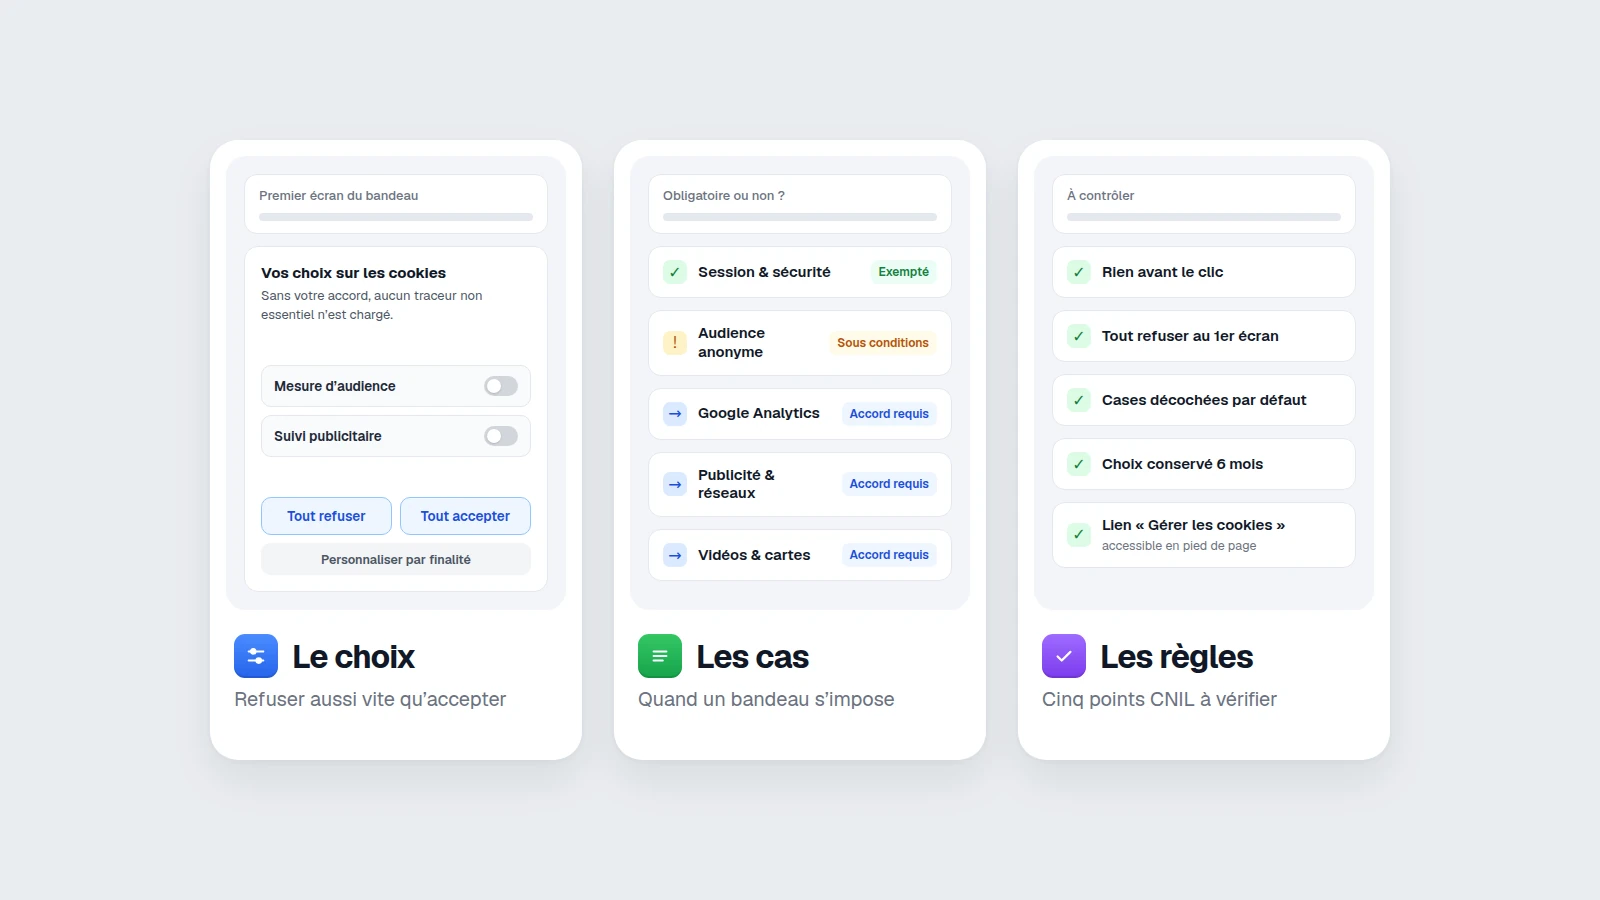 Premier écran du bandeau
Vos choix sur les cookies
Sans votre accord, aucun traceur non
essentiel n'est chargé.
Mesure d'audience
Suivi publicitaire
Tout refuser
Tout accepter
Personnaliser par finalité
Le choix
Refuser aussi vite qu'accepter
Obligatoire ou non ?
✓ Session & sécurité Exempté
! Audience
anonyme
Sous conditions
→ Google Analytics Accord requis
→ Publicité &
réseaux
Accord requis
→ Vidéos & cartes Accord requis
Les cas
Quand un bandeau s'impose
À contrôler
✓ Rien avant le clic
✓ Tout refuser au 1er écran
✓ Cases décochées par défaut
✓ Choix conservé 6 mois
✓ Lien « Gérer les cookies »
accessible en pied de page
Les règles
Cinq points CNIL à vérifier